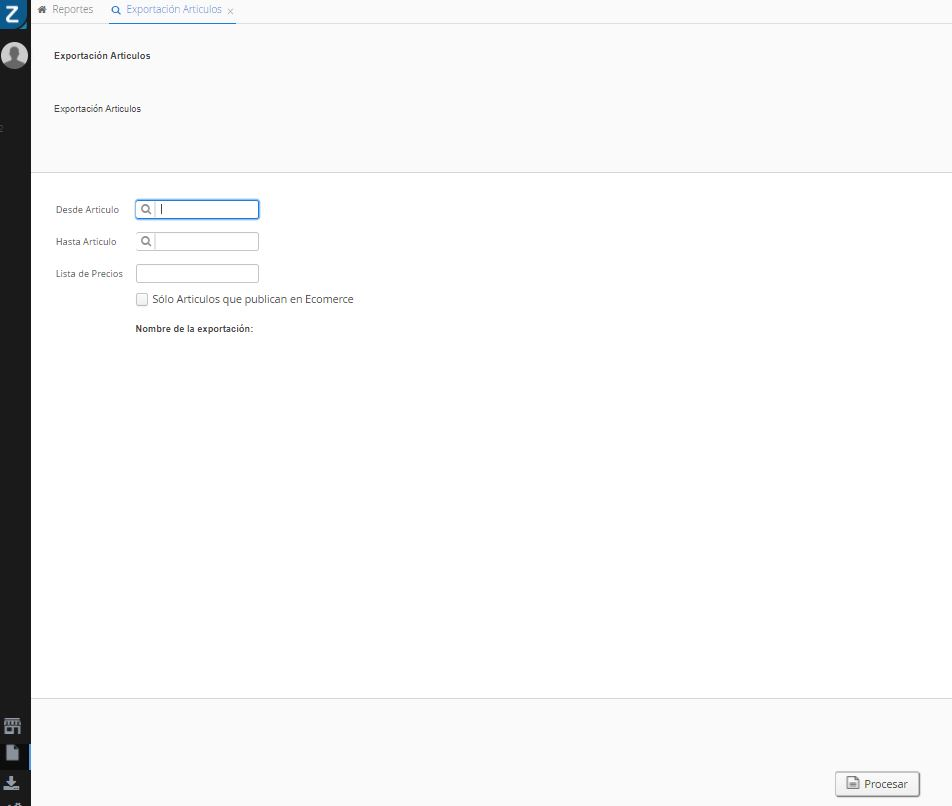 Z
Reportes
Exportación Articulos
Exportación Articulos
Exportación Articulos
2
Desde Articulo
Hasta Articulo
Lista de Precios
Sólo Articulos que publican en Ecomerce
Nombre de la exportación:
Procesar